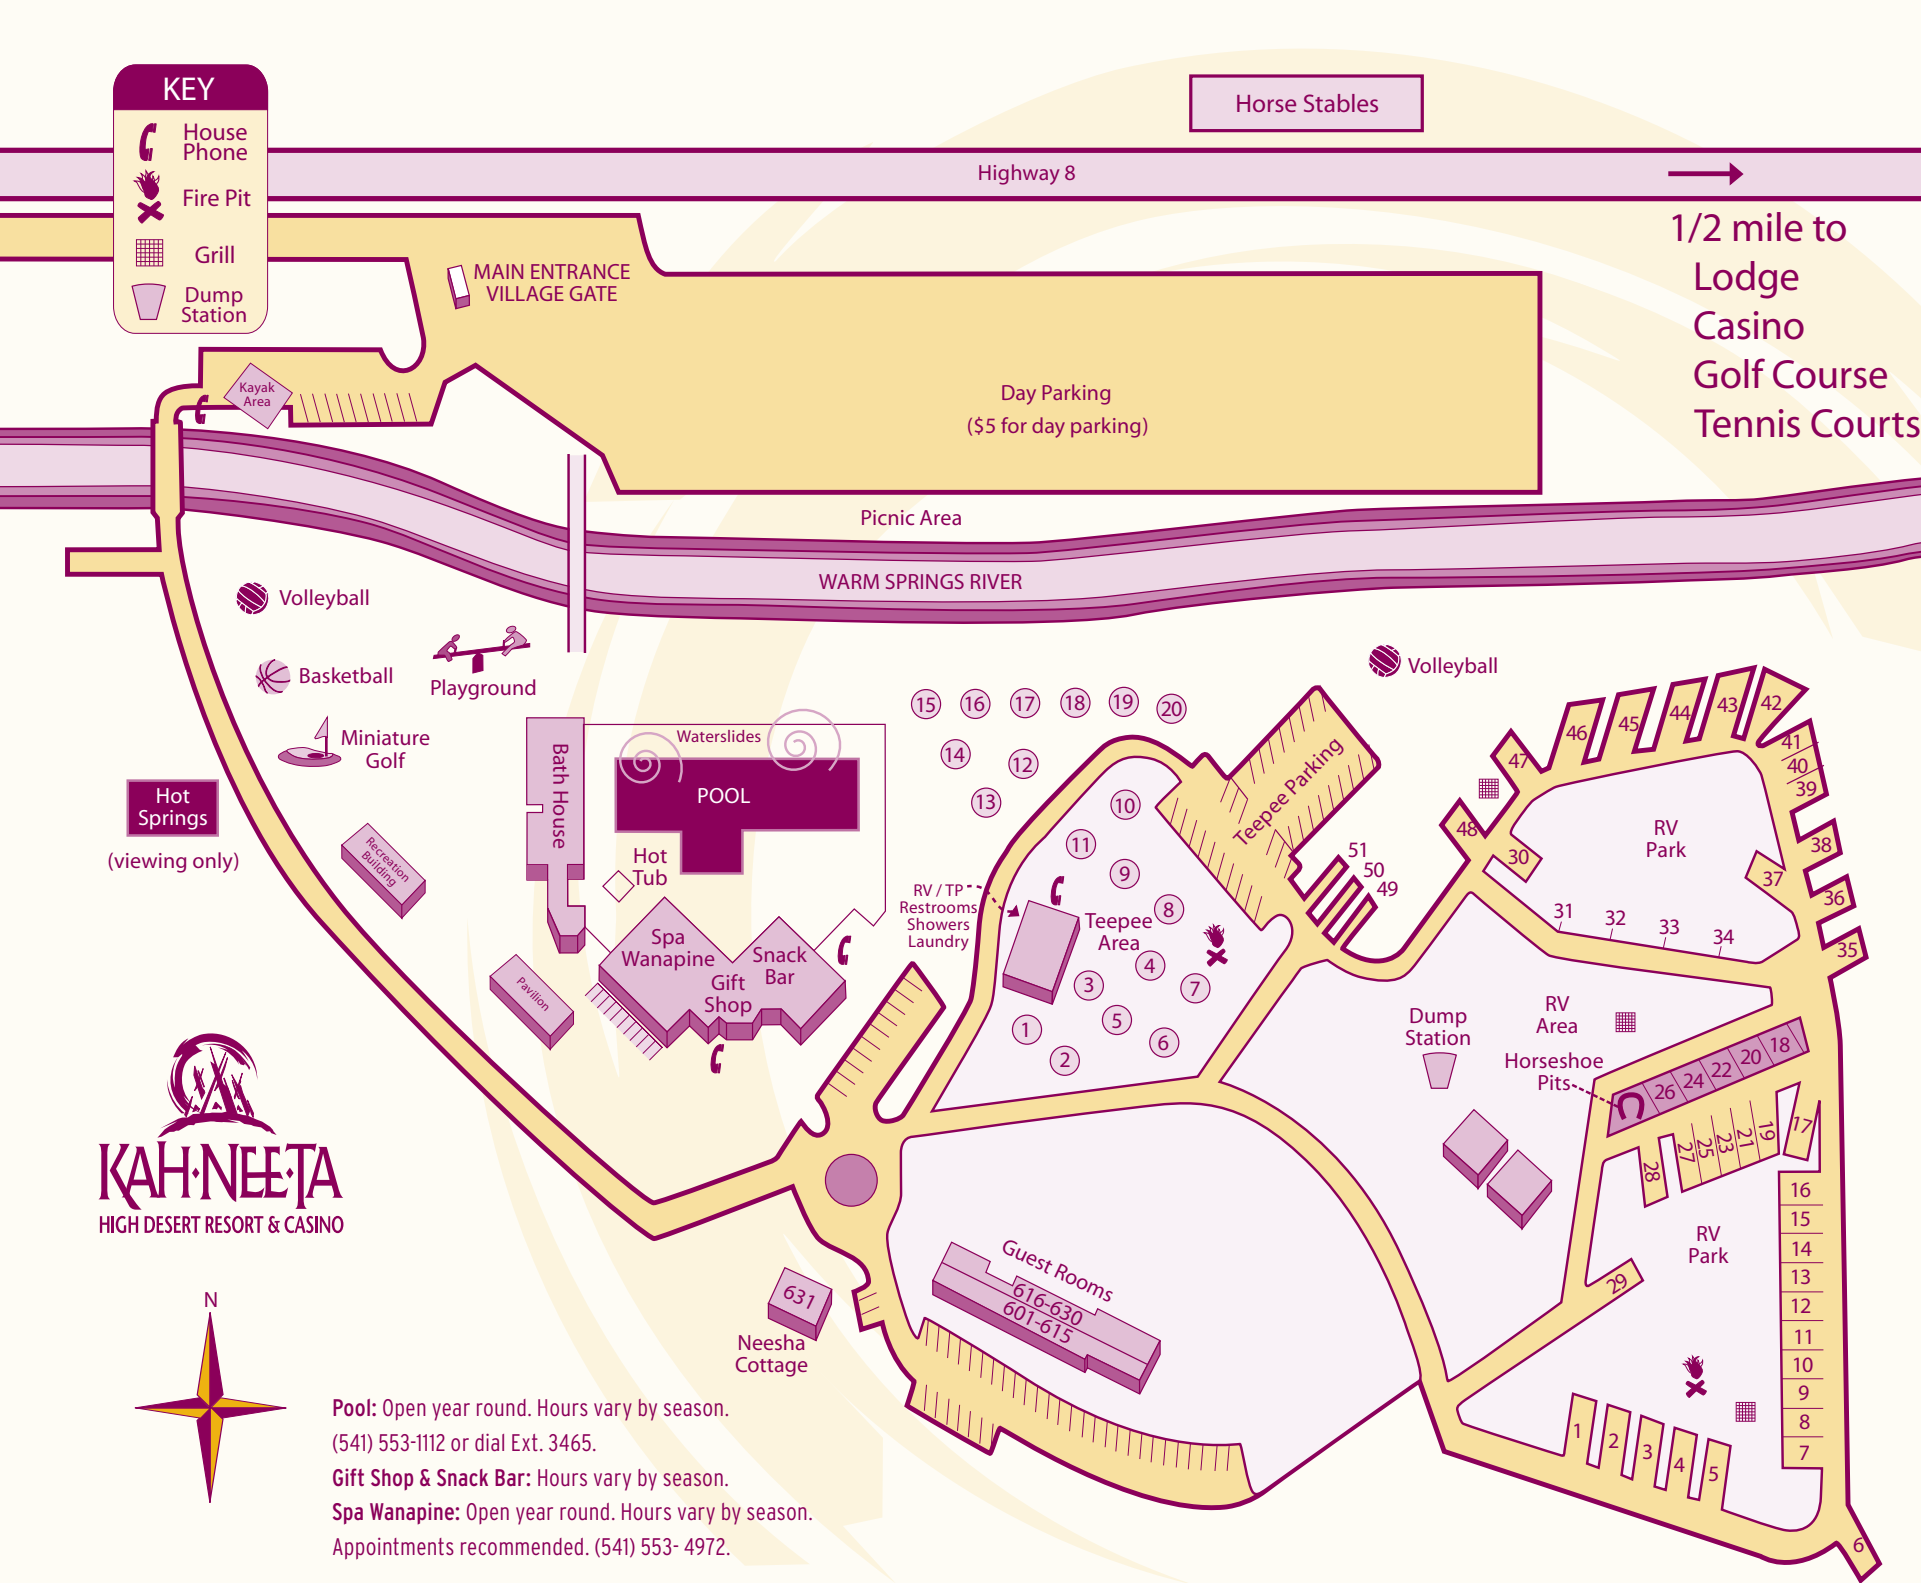 KEY
House
Phone
Fire Pit
Grill
Dump
Station
Horse Stables
Highway 8
1/2 mile to
Lodge
Casino
Golf Course
Tennis Courts
MAIN ENTRANCE
VILLAGE GATE
Kayak
Area
Day Parking
($5 for day parking)
Picnic Area
WARM SPRINGS RIVER
Volleyball
Basketball
Playground
Miniature
Golf
Hot
Springs
(viewing only)
Recreation
Building
Pavilion
Bath House
Waterslides
POOL
Hot
Tub
Spa
Wanapine
Gift
Shop
Snack
Bar
15
16
17
18
19
20
14
12
13
10
11
9
8
4
3
7
1
5
2
6
RV / TP
Restrooms
Showers
Laundry
Teepee
Area
Teepee Parking
Volleyball
51
50
49
48
47
46
45
44
43
42
41
40
39
38
37
36
35
30
31
32
33
34
RV
Park
RV
Area
Dump
Station
Horseshoe
Pits
26
24
22
20
18
28
27
25
23
21
19
17
16
15
14
13
12
11
10
9
8
7
RV
Park
29
1
2
3
4
5
6
Guest Rooms
616-630
601-615
631
Neesha
Cottage
KAH·NEE·TA
HIGH DESERT RESORT & CASINO
N
Pool: Open year round. Hours vary by season.
(541) 553-1112 or dial Ext. 3465.
Gift Shop & Snack Bar: Hours vary by season.
Spa Wanapine: Open year round. Hours vary by season.
Appointments recommended. (541) 553- 4972.